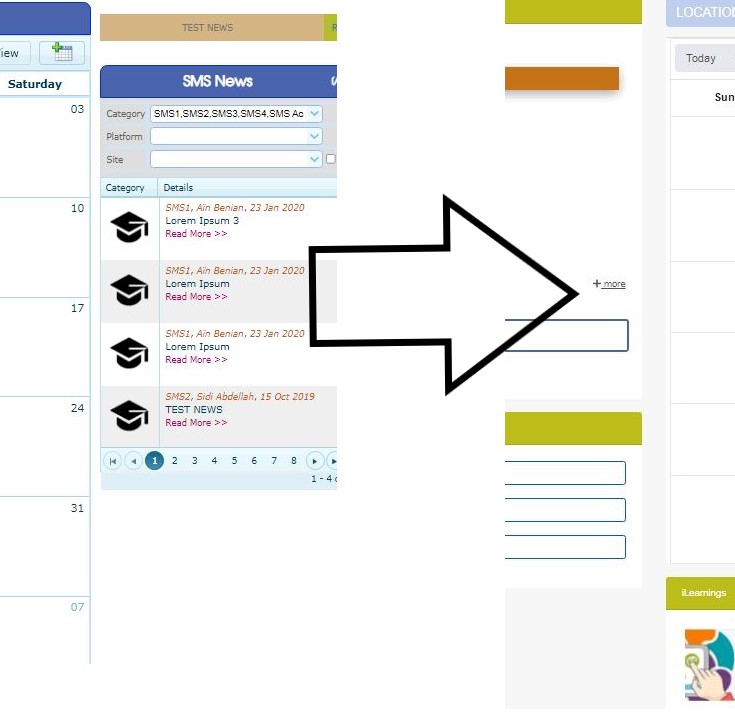 iew
Saturday
03
10
17
24
31
07
TEST NEWS
R
SMS News
Category
SMS1,SMS2,SMS3,SMS4,SMS Ac
Platform
Site
Category Details
SMS1, Ain Benian, 23 Jan 2020
Lorem Ipsum 3
Read More >>
SMS1, Ain Benian, 23 Jan 2020
Lorem Ipsum
Read More >>
SMS1, Ain Benian, 23 Jan 2020
Lorem Ipsum
Read More >>
SMS2, Sidi Abdellah, 15 Oct 2019
TEST NEWS
Read More >>
1 2 3 4 5 6 7 8
1 - 4
+ more
LOCATION
Today
Sun
iLearnings